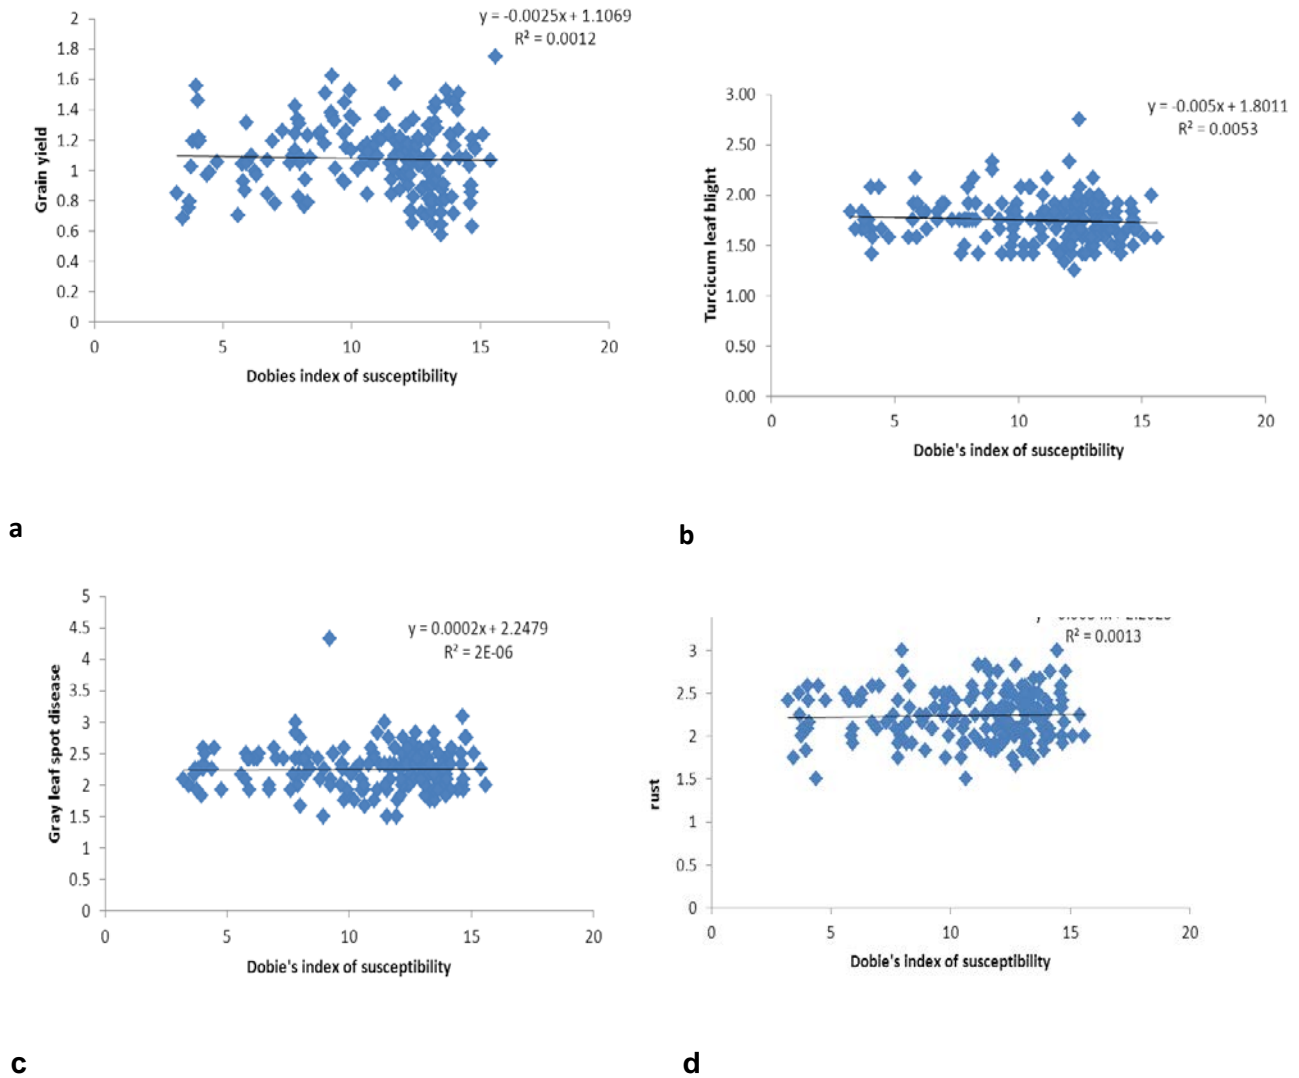 y = -0.0025x + 1.1069
R² = 0.0012
2
1.8
1.6
1.4
1.2
1
0.8
0.6
0.4
0.2
0
Grain yield
0 5 10 15 20
Dobies index of susceptibility
a
y = -0.005x + 1.8011
R² = 0.0053
3.00
2.50
2.00
1.50
1.00
0.50
0.00
Turcicum leaf blight
0 5 10 15 20
Dobie's index of susceptibility
b
y = 0.0002x + 2.2479
R² = 2E-06
5
4.5
4
3.5
3
2.5
2
1.5
1
0.5
0
Gray leaf spot disease
0 5 10 15 20
Dobie's index of susceptibility
c
R² = 0.0013
3
2.5
2
1.5
1
0.5
0
rust
0 5 10 15 20
Dobie's index of susceptibility
d